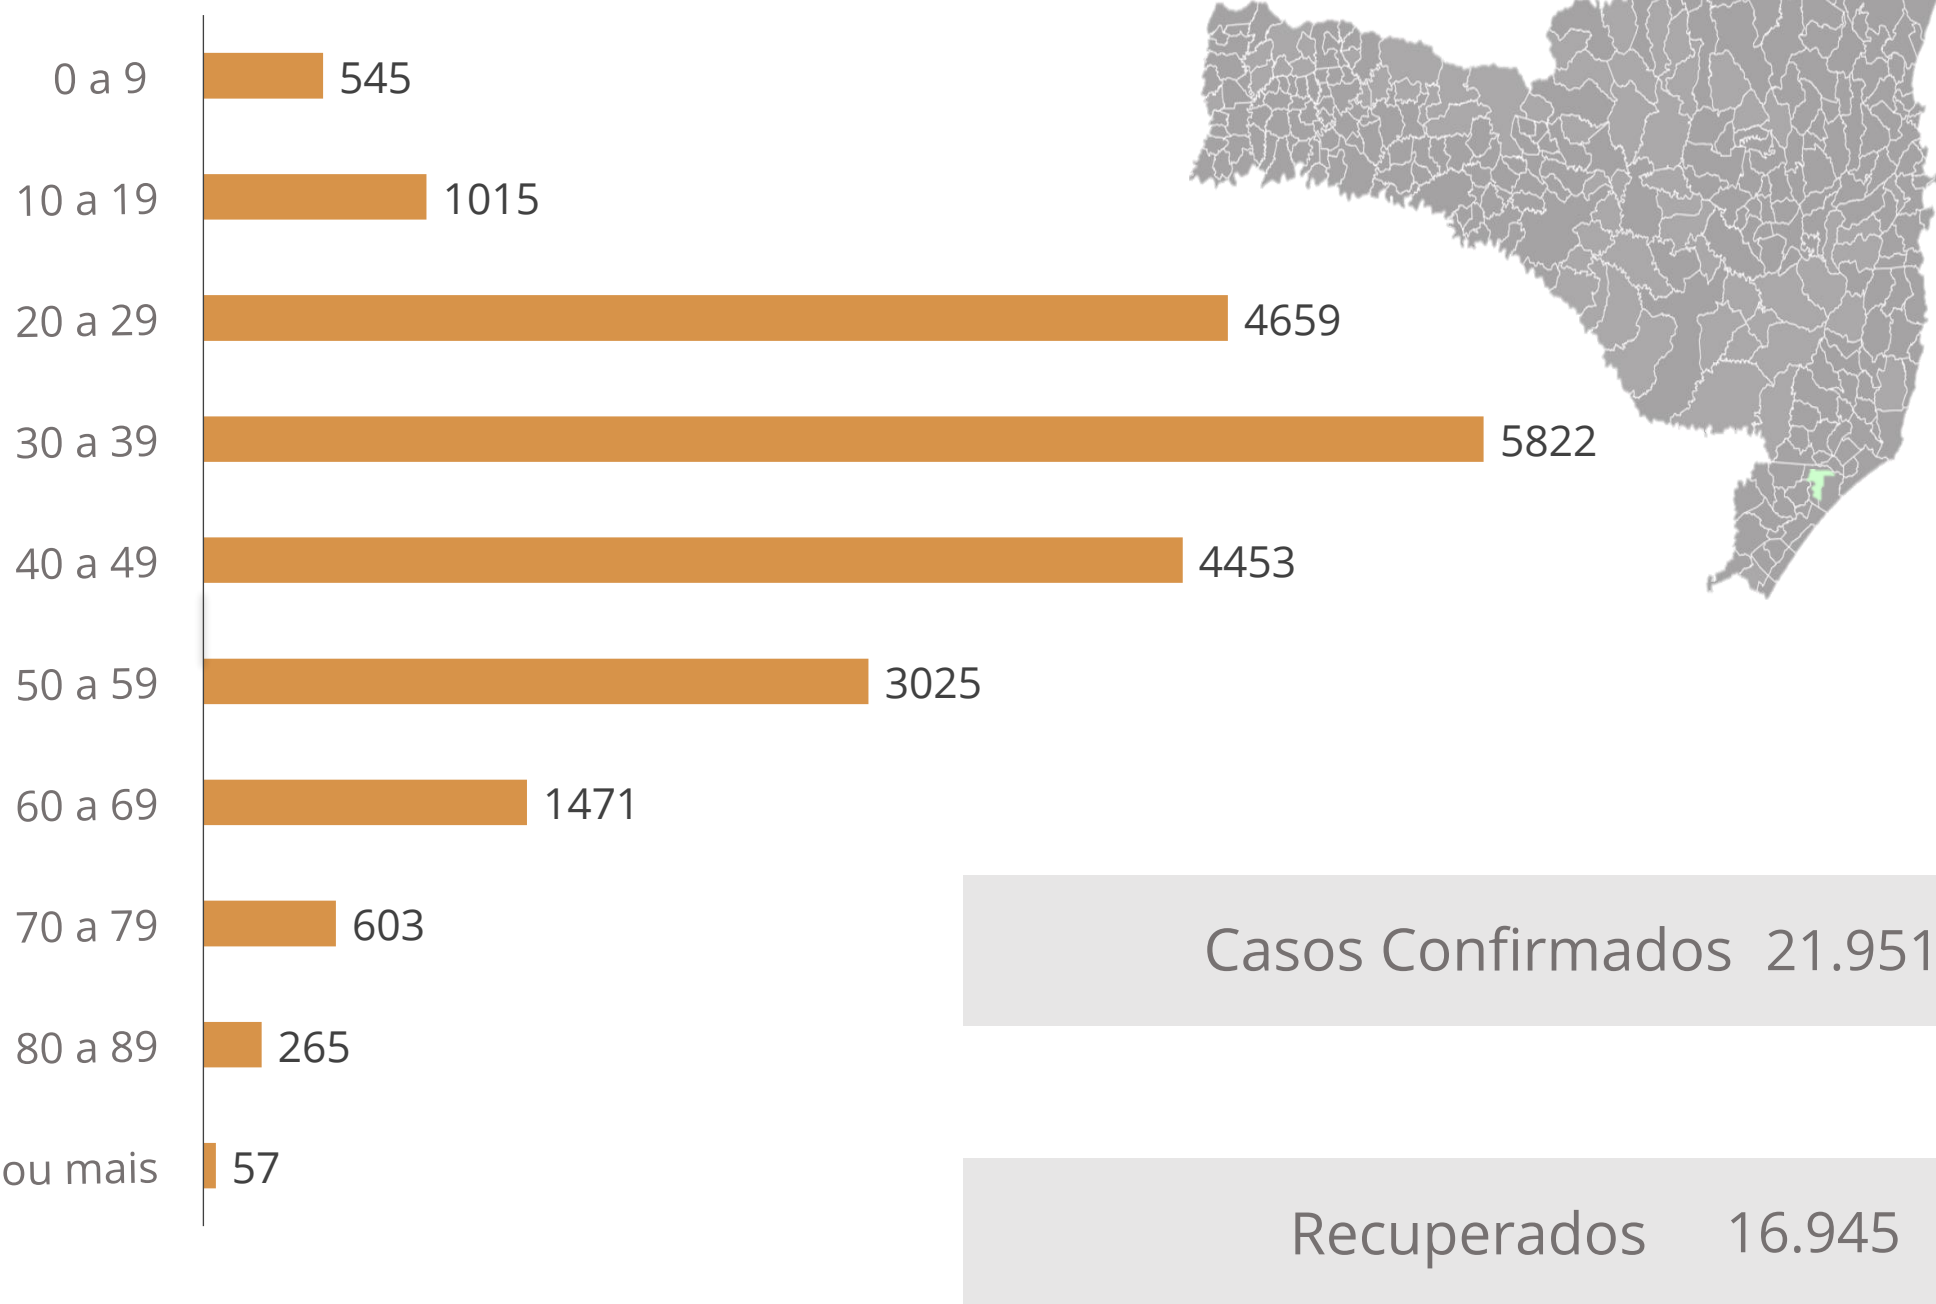 0 a 9 545
10 a 19 1015
20 a 29 4659
30 a 39 5822
40 a 49 4453
50 a 59 3025
60 a 69 1471
70 a 79 603
80 a 89 265
ou mais 57
Casos Confirmados 21.951
Recuperados 16.945